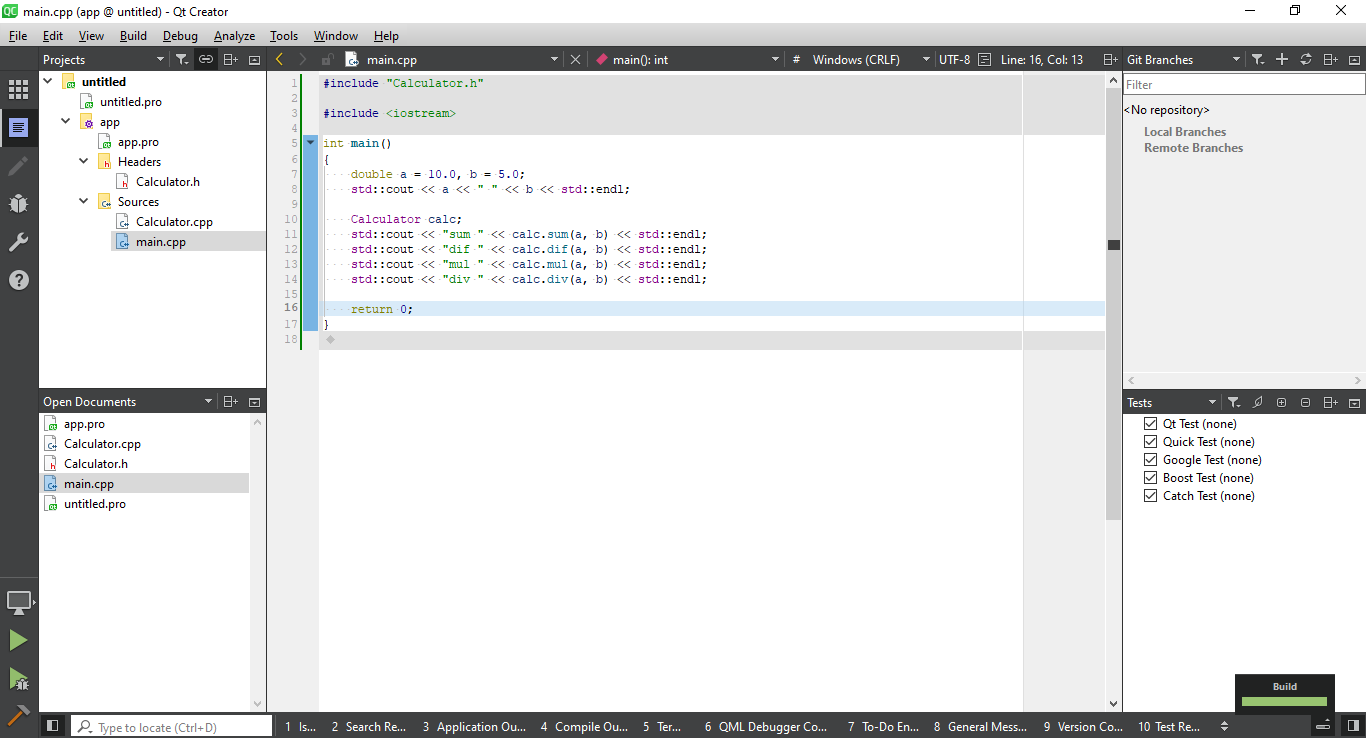 main.cpp (app @ untitled) - Qt Creator
File Edit View Build Debug Analyze Tools Window Help
Projects
main.cpp
main(): int
# Windows (CRLF)
UTF-8
Line: 16, Col: 13
Git Branches
untitled
untitled.pro
app
app.pro
Headers
Calculator.h
Sources
Calculator.cpp
main.cpp
Open Documents
app.pro
Calculator.cpp
Calculator.h
main.cpp
untitled.pro
1 #include "Calculator.h"
2
3 #include <iostream>
4
5 int main()
6 {
7 double a = 10.0, b = 5.0;
8 std::cout << a << " " << b << std::endl;
9
10 Calculator calc;
11 std::cout << "sum " << calc.sum(a, b) << std::endl;
12 std::cout << "dif " << calc.dif(a, b) << std::endl;
13 std::cout << "mul " << calc.mul(a, b) << std::endl;
14 std::cout << "div " << calc.div(a, b) << std::endl;
15
16 return 0;
17 }
18
Filter
<No repository>
Local Branches
Remote Branches
Tests
Qt Test (none)
Quick Test (none)
Google Test (none)
Boost Test (none)
Catch Test (none)
Build
Type to locate (Ctrl+D)
1 Is... 2 Search Re... 3 Application Ou... 4 Compile Ou... 5 Ter... 6 QML Debugger Co... 7 To-Do En... 8 General Mess... 9 Version Co... 10 Test Re...